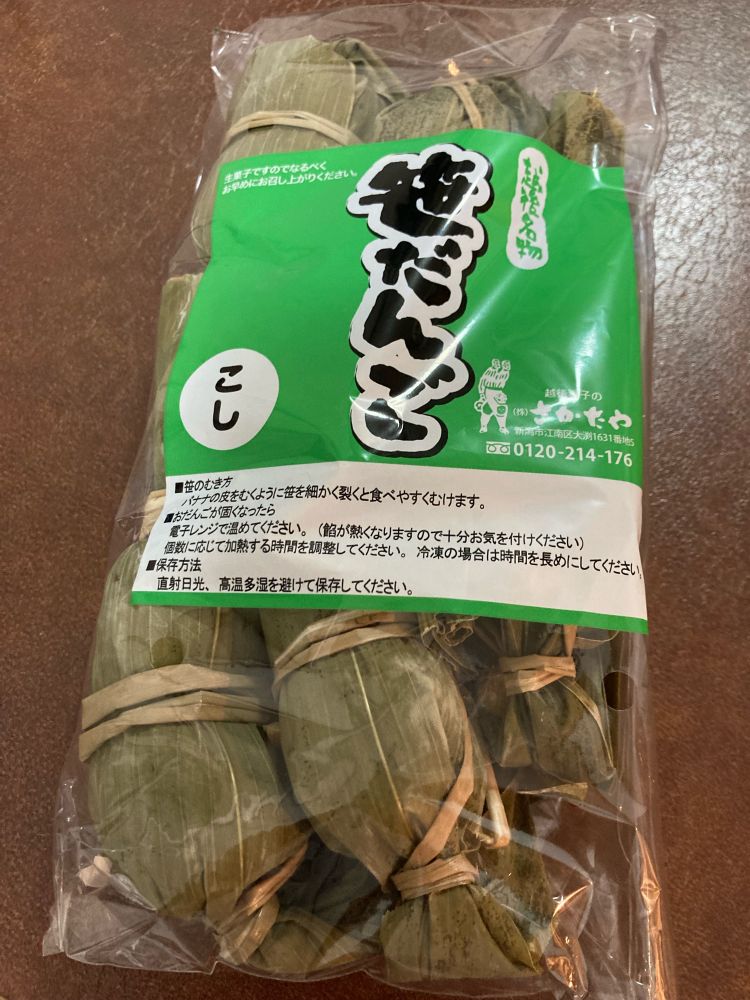 生菓子ですのでなるべく
お早めにお召し上がりください。
越後名物
笹だんご
こし
越後菓子の
(株)さか・たや
新潟市江南区大渕1631番地5
0120-214-176
■笹のむき方
バナナの皮をむくように笹を細かく裂くと食べやすくむけます。
■おだんごが固くなったら
電子レンジで温めてください。(餡が熱くなりますので十分お気を付けください)
個数に応じて加熱する時間を調整してください。冷凍の場合は時間を長めにしてください。
■保存方法
直射日光、高温多湿を避けて保存してください。